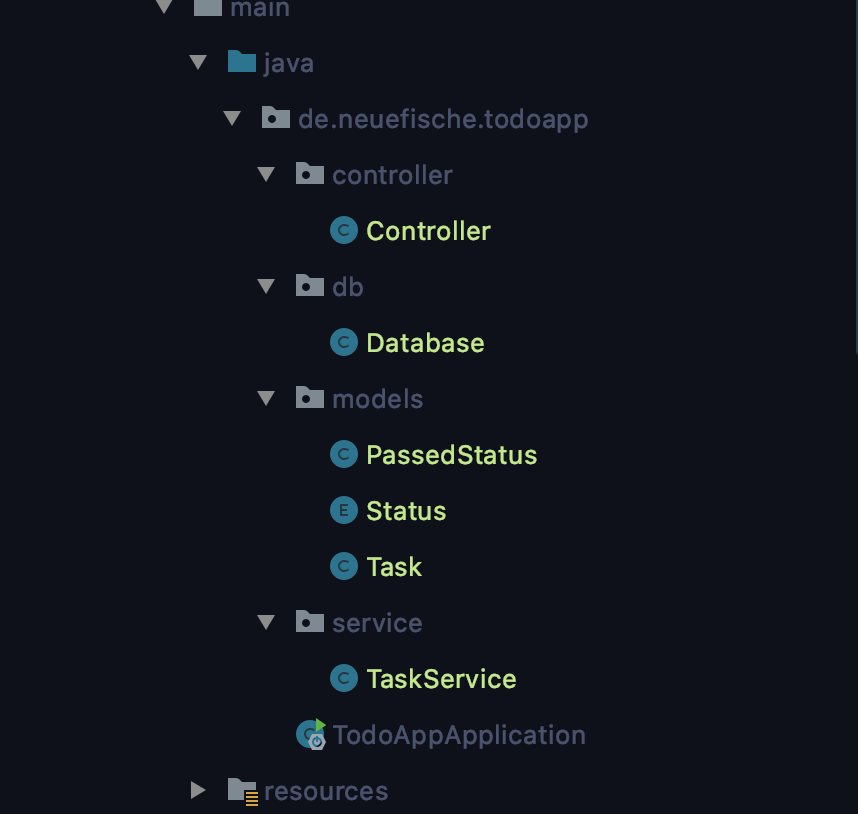 main
java
de.neuefische.todoapp
controller
C Controller
db
C Database
models
C PassedStatus
E Status
C Task
service
C TaskService
TodoAppApplication
resources